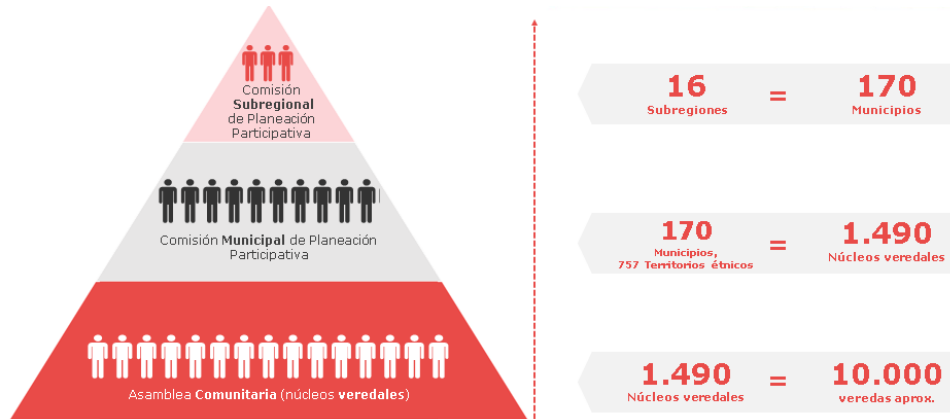 Comisión
Subregional
de Planeación
Participativa
16
Subregiones
=
170
Municipios
Comisión Municipal de Planeación
Participativa
170
Municipios,
757 Territorios étnicos
=
1.490
Núcleos veredales
Asamblea Comunitaria (núcleos veredales)
1.490
Núcleos veredales
=
10.000
veredas aprox.